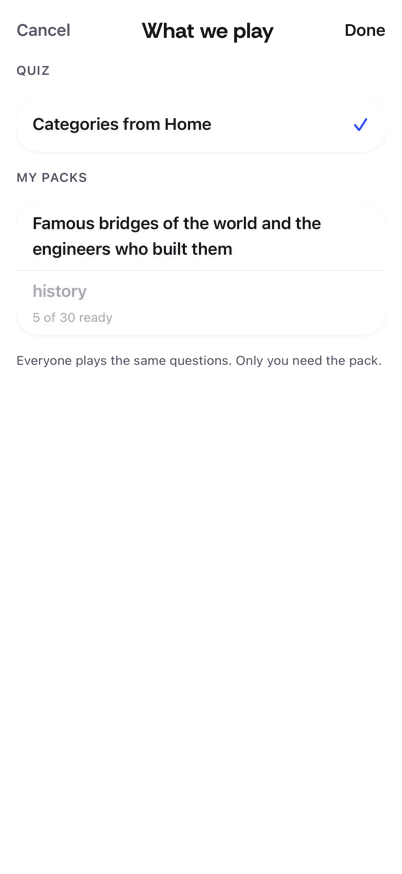 Cancel
What we play
Done
QUIZ
Categories from Home
MY PACKS
Famous bridges of the world and the
engineers who built them
history
5 of 30 ready
Everyone plays the same questions. Only you need the pack.